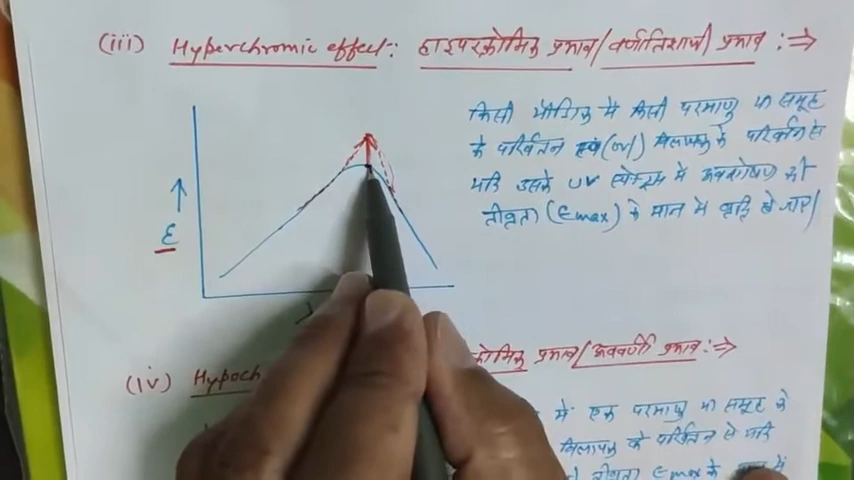 (iii) Hyperchromic effect: हाइपरक्रोमिक प्रभाव/वर्णातिशायी प्रभाव :⇒
किसी यौगिक में किसी परमाणु या समूह
के परिवर्तन एवं (or/) विलायक के परिवर्तन से
यदि उसके UV स्पेक्ट्रम में अवशोषण की
तीव्रता (Emax) के मान में वृद्धि हो जाए/
ε
λ
(iv) Hypoch क्रोमिक प्रभाव/अववर्णी प्रभाव :⇒
में एक परमाणु या समूह के
विलायक के परिवर्तन से यदि
तीव्रता Emax के मान में